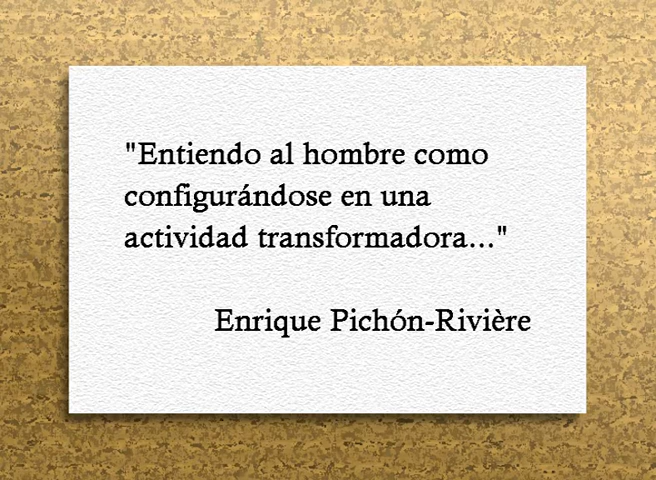 "Entiendo al hombre como
configurándose en una
actividad transformadora..."
Enrique Pichón-Rivière